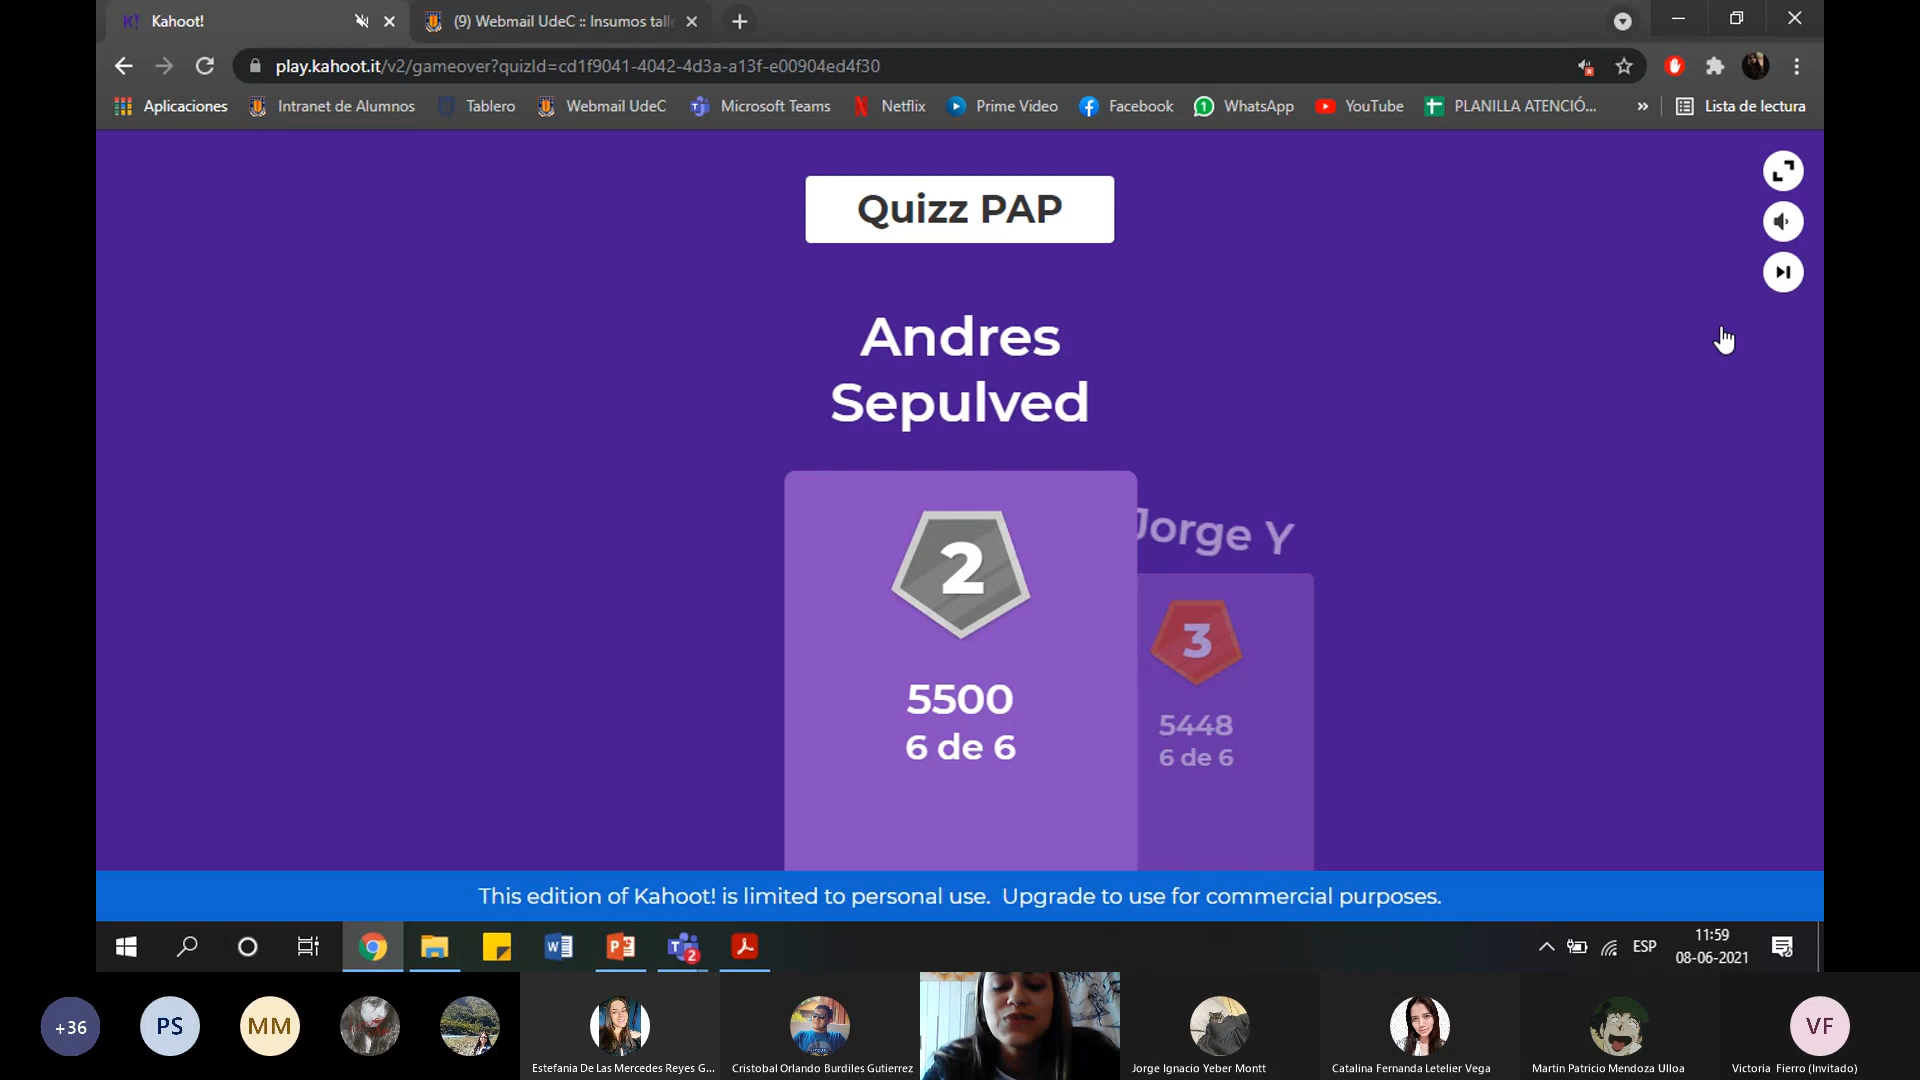 K! Kahoot!
(9) Webmail UdeC :: Insumos tall
play.kahoot.it/v2/gameover?quizId=cd1f9041-4042-4d3a-a13f-e00904ed4f30
Aplicaciones Intranet de Alumnos Tablero Webmail UdeC Microsoft Teams Netflix Prime Video Facebook 1 WhatsApp YouTube PLANILLA ATENCIÓ... » Lista de lectura
Quizz PAP
Andres
Sepulved
2
5500
6 de 6
Jorge Y
3
5448
6 de 6
This edition of Kahoot! is limited to personal use. Upgrade to use for commercial purposes.
2
ESP
11:59
08-06-2021
+36
PS
MM
VF
Estefania De Las Mercedes Reyes G...
Cristobal Orlando Burdiles Gutierrez
Jorge Ignacio Yeber Montt
Catalina Fernanda Letelier Vega
Martin Patricio Mendoza Ulloa
Victoria Fierro (Invitado)